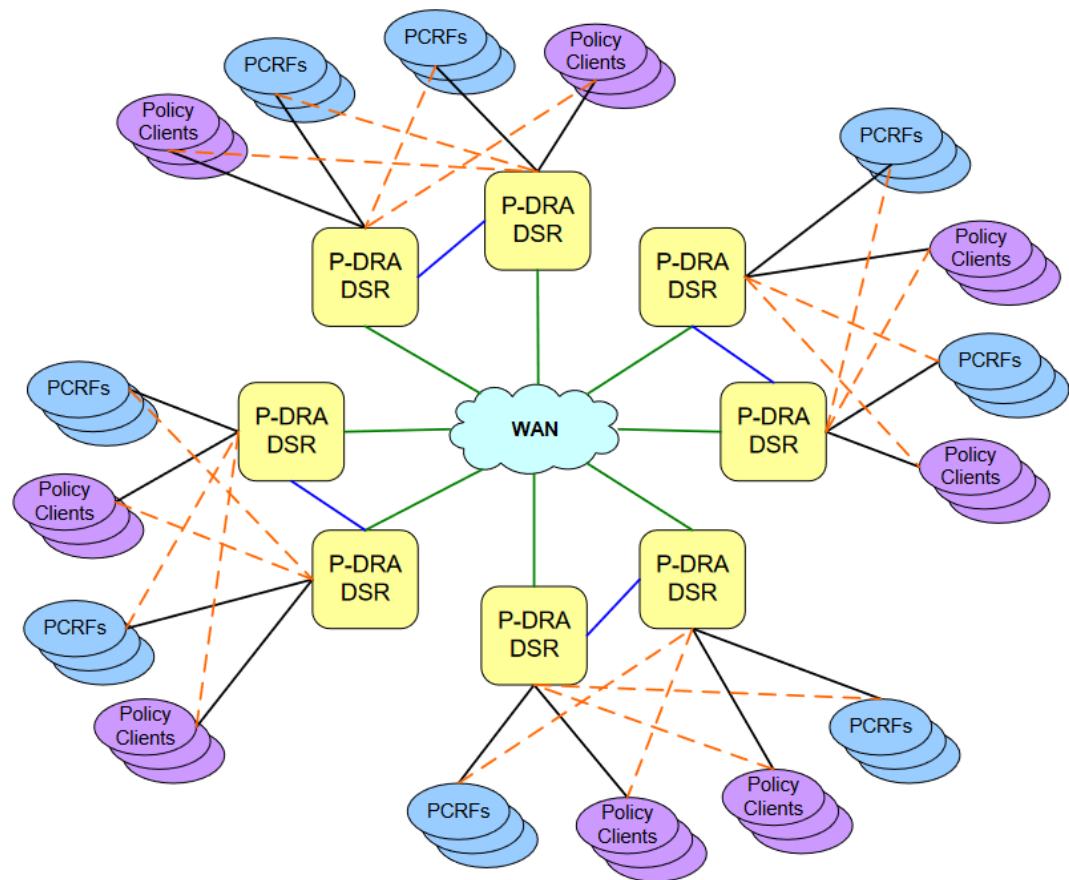 PCRFs
Policy
Clients
PCRFs
Policy
Clients
PCRFs
P-DRA
DSR
P-DRA
DSR
P-DRA
DSR
Policy
Clients
PCRFs
PCRFs
P-DRA
DSR
WAN
P-DRA
DSR
Policy
Clients
Policy
Clients
P-DRA
DSR
P-DRA
DSR
P-DRA
DSR
PCRFs
Policy
Clients
PCRFs
Policy
Clients
PCRFs
Policy
Clients